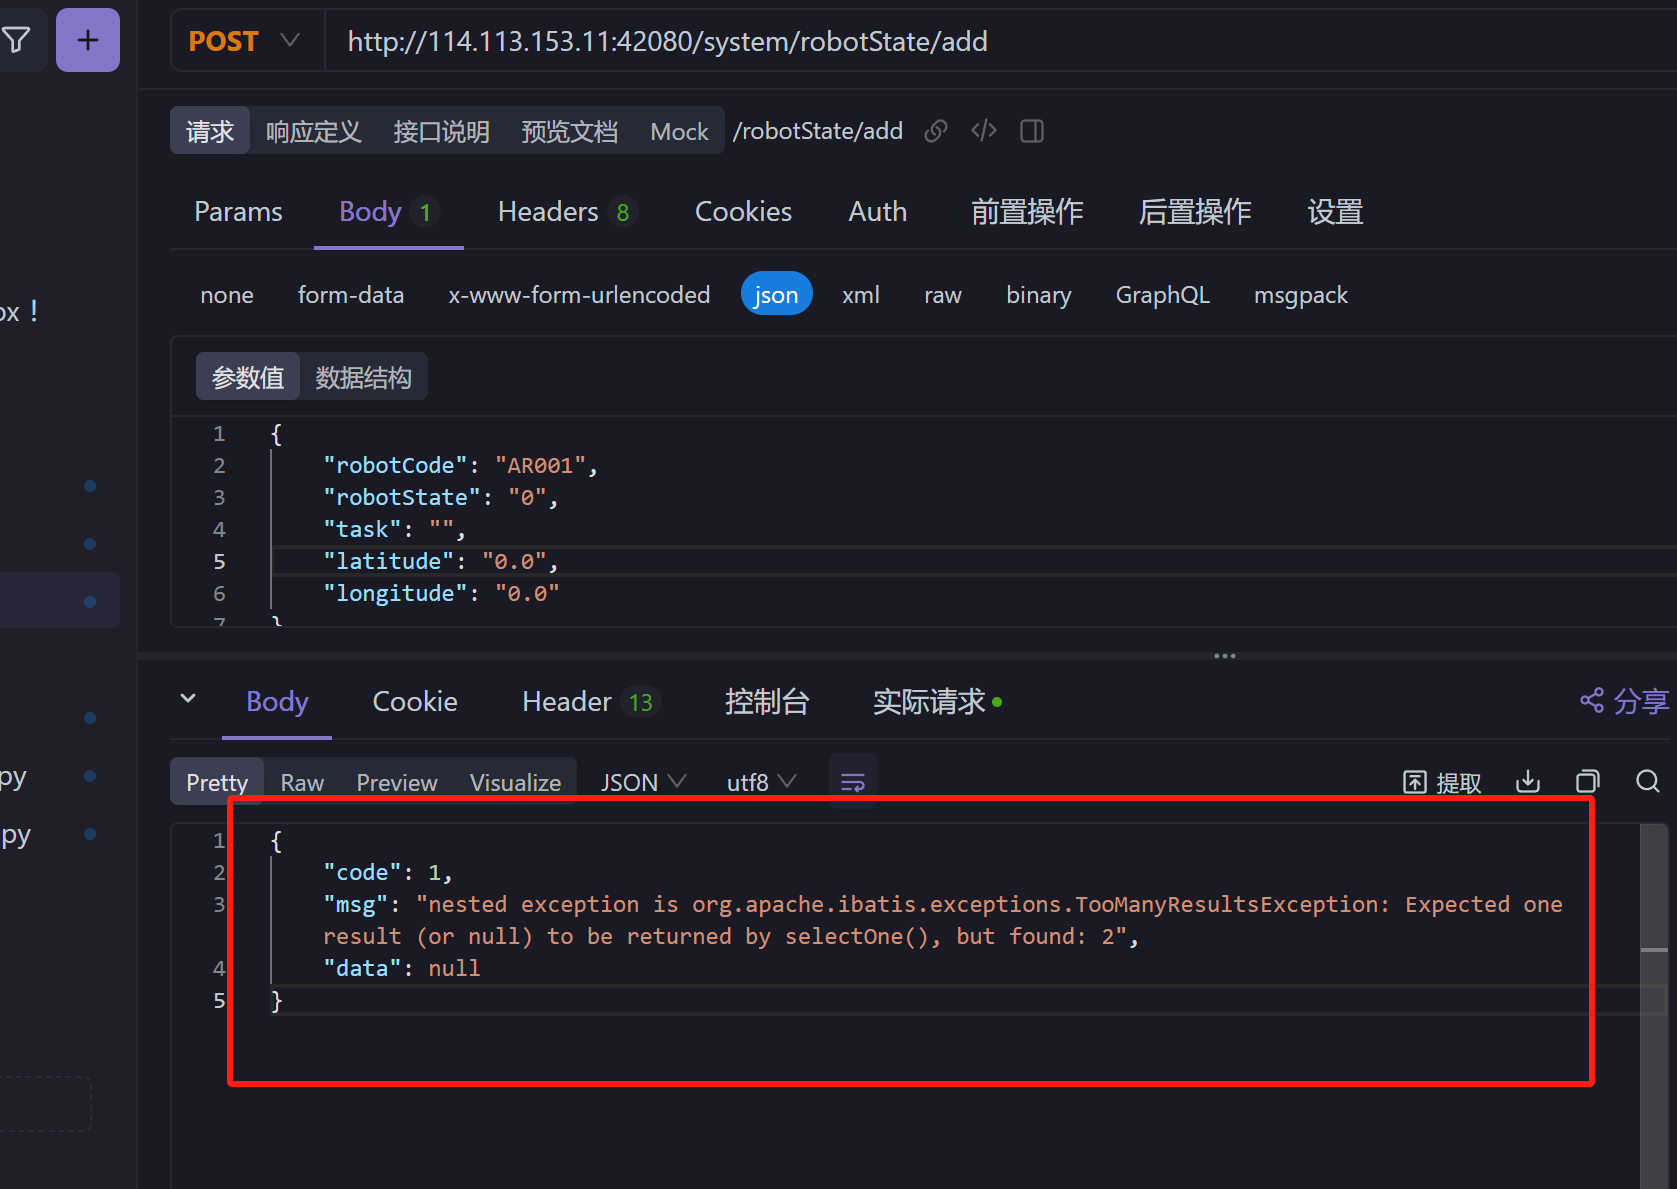 +
POST
http://114.113.153.11:42080/system/robotState/add
请求 响应定义 接口说明 预览文档 Mock /robotState/add </>
Params Body 1 Headers 8 Cookies Auth 前置操作 后置操作 设置
none form-data x-www-form-urlencoded json xml raw binary GraphQL msgpack
ox！
参数值 数据结构
1 {
2 "robotCode": "AR001",
3 "robotState": "0",
4 "task": "",
5 "latitude": "0.0",
6 "longitude": "0.0"
7 }
Body Cookie Header 13 控制台 实际请求 分享
Pretty Raw Preview Visualize JSON utf8 提取
py
py
1 {
2 "code": 1,
3 "msg": "nested exception is org.apache.ibatis.exceptions.TooManyResultsException: Expected one
result (or null) to be returned by selectOne(), but found: 2",
4 "data": null
5 }